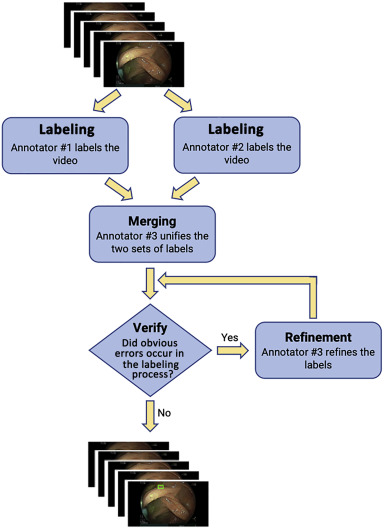 Labeling
Annotator #1 labels the
video
Labeling
Annotator #2 labels the
video
Merging
Annotator #3 unifies the
two sets of labels
Verify
Did obvious
errors occur in
the labeling
process?
Yes
Refinement
Annotator #3 refines the
labels
No